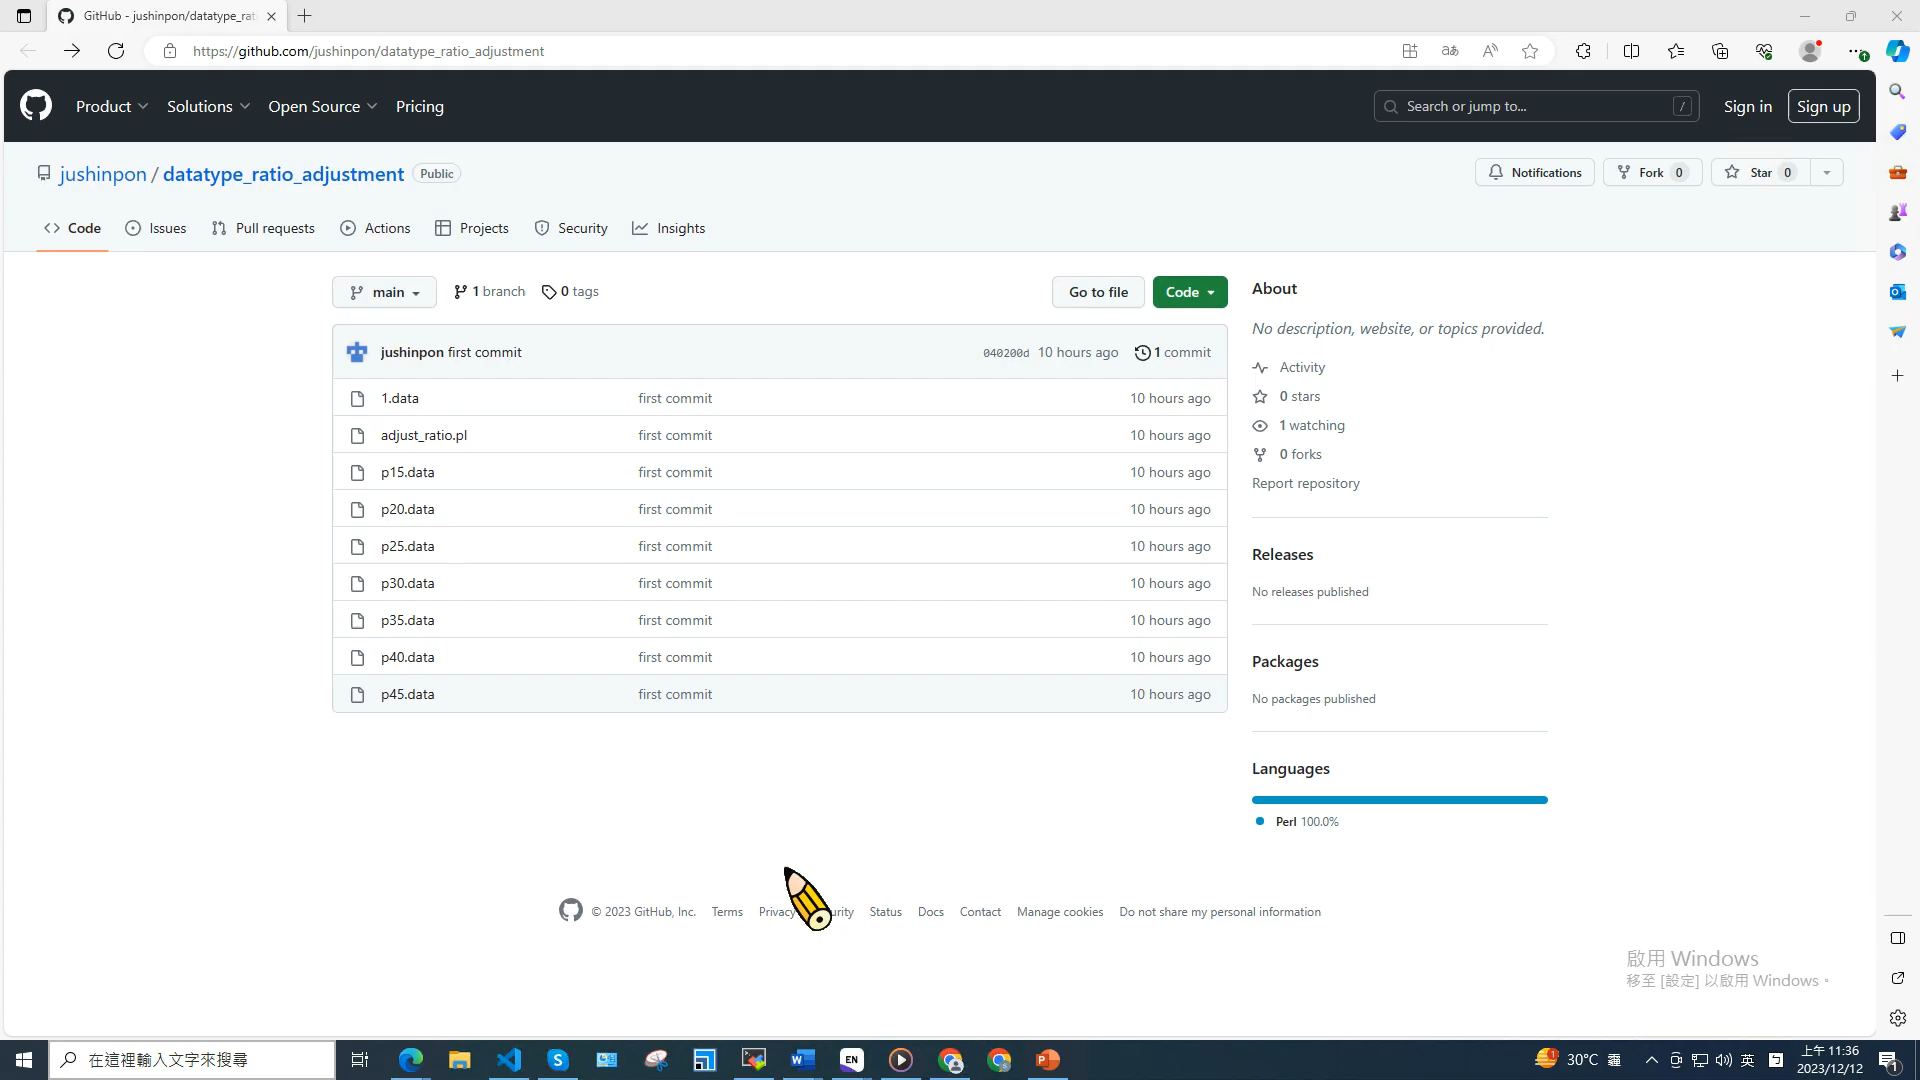 GitHub - jushinpon/datatype_rat
https://github.com/jushinpon/datatype_ratio_adjustment
Product
Solutions
Open Source
Pricing
Search or jump to...
/
Sign in
Sign up
jushinpon / datatype_ratio_adjustment
Public
Notifications
Fork 0
Star 0
Code
Issues
Pull requests
Actions
Projects
Security
Insights
main
1 branch
0 tags
Go to file
Code
jushinpon first commit
040200d 10 hours ago
1 commit
1.data first commit 10 hours ago
adjust_ratio.pl first commit 10 hours ago
p15.data first commit 10 hours ago
p20.data first commit 10 hours ago
p25.data first commit 10 hours ago
p30.data first commit 10 hours ago
p35.data first commit 10 hours ago
p40.data first commit 10 hours ago
p45.data first commit 10 hours ago
About
No description, website, or topics provided.
Activity
0 stars
1 watching
0 forks
Report repository
Releases
No releases published
Packages
No packages published
Languages
Perl 100.0%
© 2023 GitHub, Inc.
Terms
Privacy
urity
Status
Docs
Contact
Manage cookies
Do not share my personal information
啟用 Windows
移至 [設定] 以啟用 Windows。
在這裡輸入文字來搜尋
EN
30°C
英
上午 11:36
2023/12/12
1